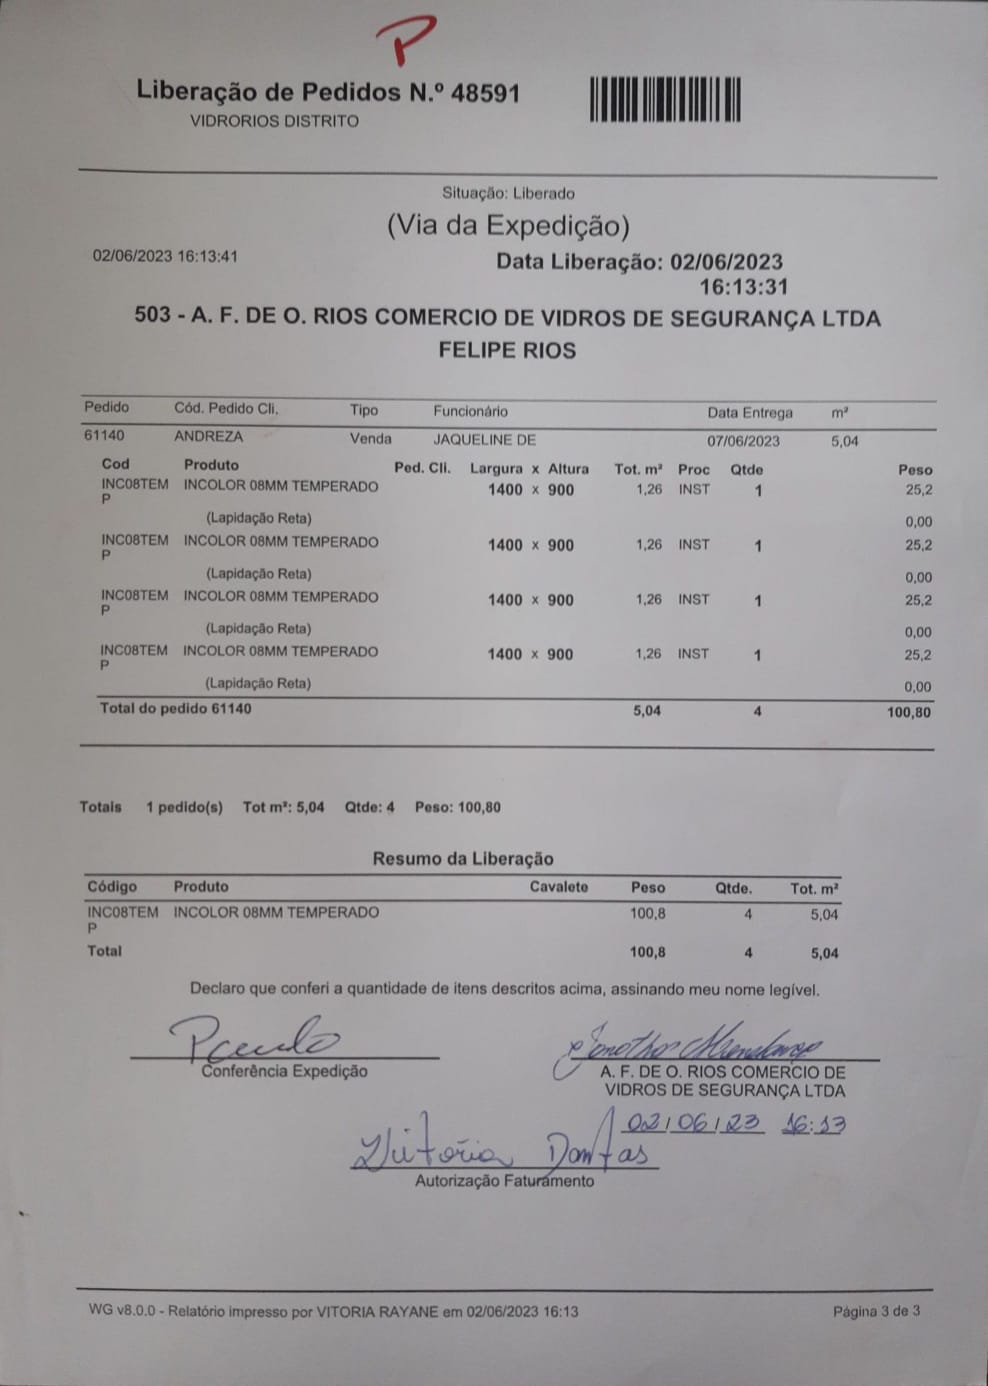 P
Liberação de Pedidos N.º 48591
VIDRORIOS DISTRITO
Situação: Liberado
(Via da Expedição)
02/06/2023 16:13:41
Data Liberação: 02/06/2023
16:13:31
503 - A. F. DE O. RIOS COMERCIO DE VIDROS DE SEGURANÇA LTDA
FELIPE RIOS
Pedido Cód. Pedido Cli. Tipo Funcionário Data Entrega m²
61140 ANDREZA Venda JAQUELINE DE 07/06/2023 5,04
Cod Produto Ped. Cli. Largura x Altura Tot. m² Proc Qtde Peso
INC08TEM INCOLOR 08MM TEMPERADO 1400 x 900 1,26 INST 1 25,2
P
(Lapidação Reta) 0,00
INC08TEM INCOLOR 08MM TEMPERADO 1400 x 900 1,26 INST 1 25,2
P
(Lapidação Reta) 0,00
INC08TEM INCOLOR 08MM TEMPERADO 1400 x 900 1,26 INST 1 25,2
P
(Lapidação Reta) 0,00
INC08TEM INCOLOR 08MM TEMPERADO 1400 x 900 1,26 INST 1 25,2
P
(Lapidação Reta) 0,00
Total do pedido 61140 5,04 4 100,80
Totais 1 pedido(s) Tot m²: 5,04 Qtde: 4 Peso: 100,80
Resumo da Liberação
Código Produto Cavalete Peso Qtde. Tot. m²
INC08TEM INCOLOR 08MM TEMPERADO 100,8 4 5,04
P
Total 100,8 4 5,04
Declaro que conferi a quantidade de itens descritos acima, assinando meu nome legível.
Paulo
Conferência Expedição
A. F. DE O. RIOS COMERCIO DE
VIDROS DE SEGURANÇA LTDA
02/06/23 16:13
Vitoria Dantas
Autorização Faturamento
WG v8.0.0 - Relatório impresso por VITORIA RAYANE em 02/06/2023 16:13 Página 3 de 3